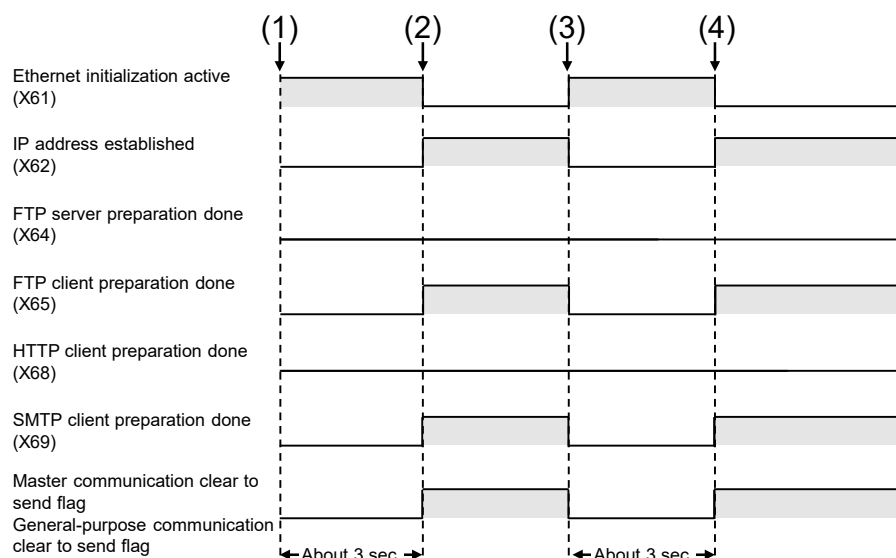 (1) (2) (3) (4)
Ethernet initialization active
(X61)
IP address established
(X62)
FTP server preparation done
(X64)
FTP client preparation done
(X65)
HTTP client preparation done
(X68)
SMTP client preparation done
(X69)
Master communication clear to
send flag
General-purpose communication
clear to send flag
About 3 sec. About 3 sec.